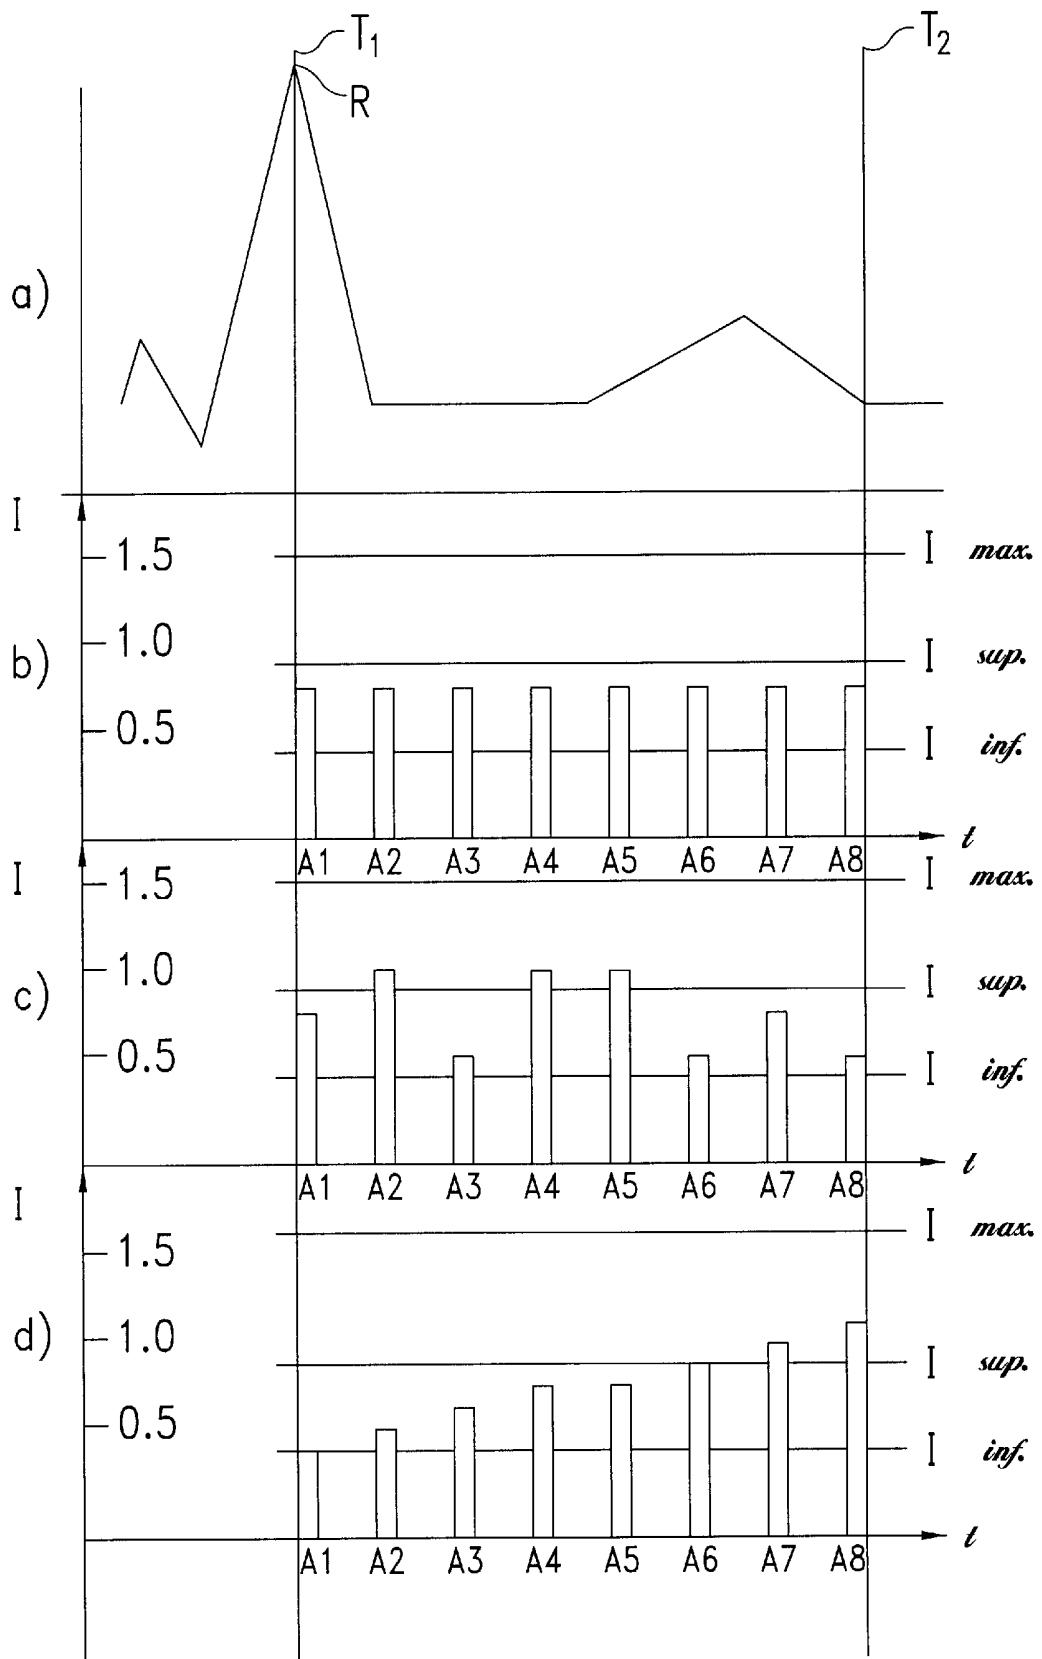 T1
T2
R
a)
I
1.5
I max.
1.0
b)
I sup.
0.5
I inf.
t
A1 A2 A3 A4 A5 A6 A7 A8
I
1.5
I max.
1.0
c)
I sup.
0.5
I inf.
t
A1 A2 A3 A4 A5 A6 A7 A8
I
1.5
I max.
1.0
d)
I sup.
0.5
I inf.
t
A1 A2 A3 A4 A5 A6 A7 A8